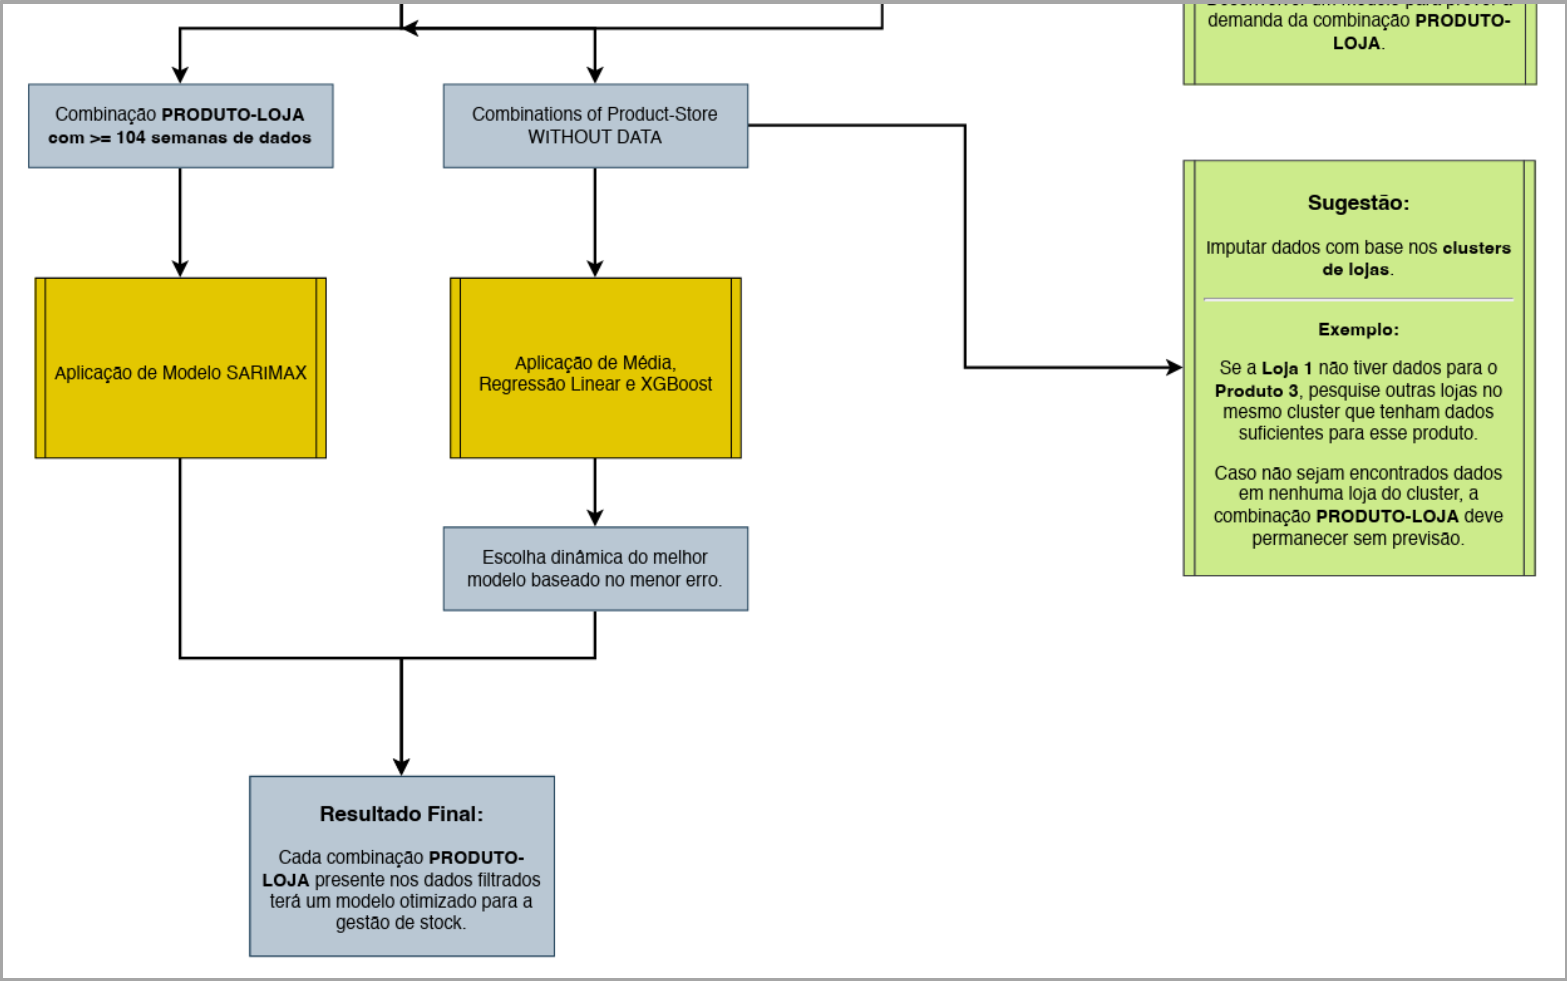 demanda da combinação PRODUTO-
LOJA.
Combinação PRODUTO-LOJA
com >= 104 semanas de dados
Combinations of Product-Store
WITHOUT DATA
Sugestão:
Imputar dados com base nos clusters
de lojas.
Exemplo:
Se a Loja 1 não tiver dados para o
Produto 3, pesquise outras lojas no
mesmo cluster que tenham dados
suficientes para esse produto.
Caso não sejam encontrados dados
em nenhuma loja do cluster, a
combinação PRODUTO-LOJA deve
permanecer sem previsão.
Aplicação de Modelo SARIMAX
Aplicação de Média,
Regressão Linear e XGBoost
Escolha dinâmica do melhor
modelo baseado no menor erro.
Resultado Final:
Cada combinação PRODUTO-
LOJA presente nos dados filtrados
terá um modelo otimizado para a
gestão de stock.